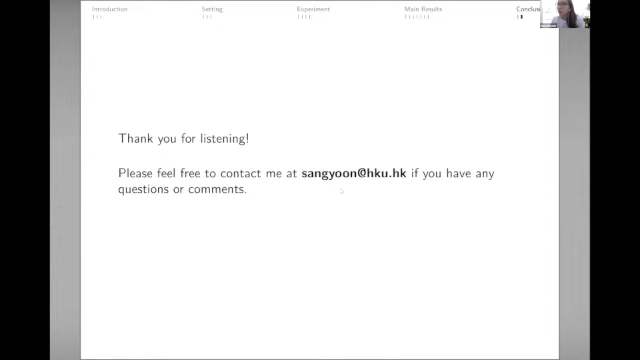 Introduction Setting Experiment Main Results Conclus
Thank you for listening!
Please feel free to contact me at sangyoon@hku.hk if you have any
questions or comments.